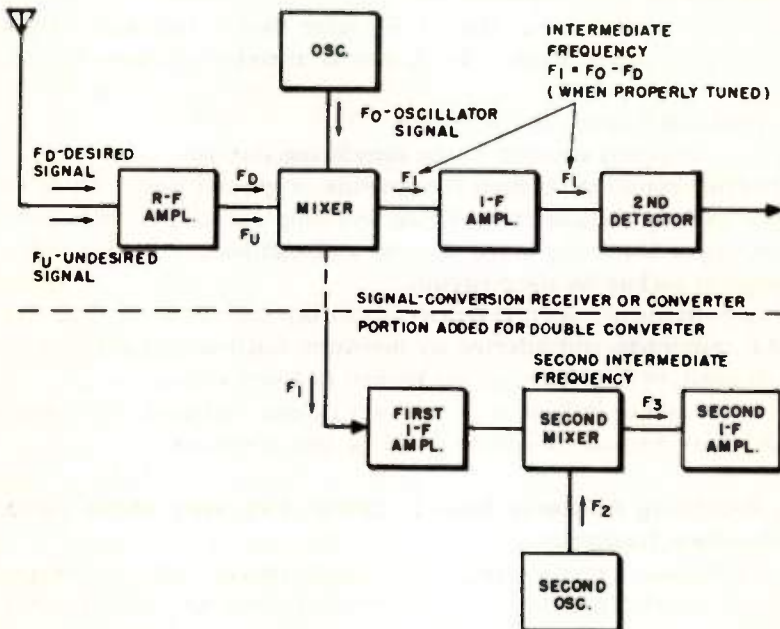 OSC.
INTERMEDIATE
FREQUENCY
F1 = FO - FD
( WHEN PROPERLY TUNED )
FO-OSCILLATOR
SIGNAL
FD-DESIRED
SIGNAL
FU-UNDESIRED
SIGNAL
R-F
AMPL.
FD
FU
MIXER
F1
I-F
AMPL.
F1
2ND
DETECTOR
SIGNAL-CONVERSION RECEIVER OR CONVERTER
PORTION ADDED FOR DOUBLE CONVERTER
F1
FIRST
I-F
AMPL.
SECOND INTERMEDIATE
FREQUENCY
SECOND
MIXER
F3
SECOND
I-F
AMPL.
F2
SECOND
OSC.